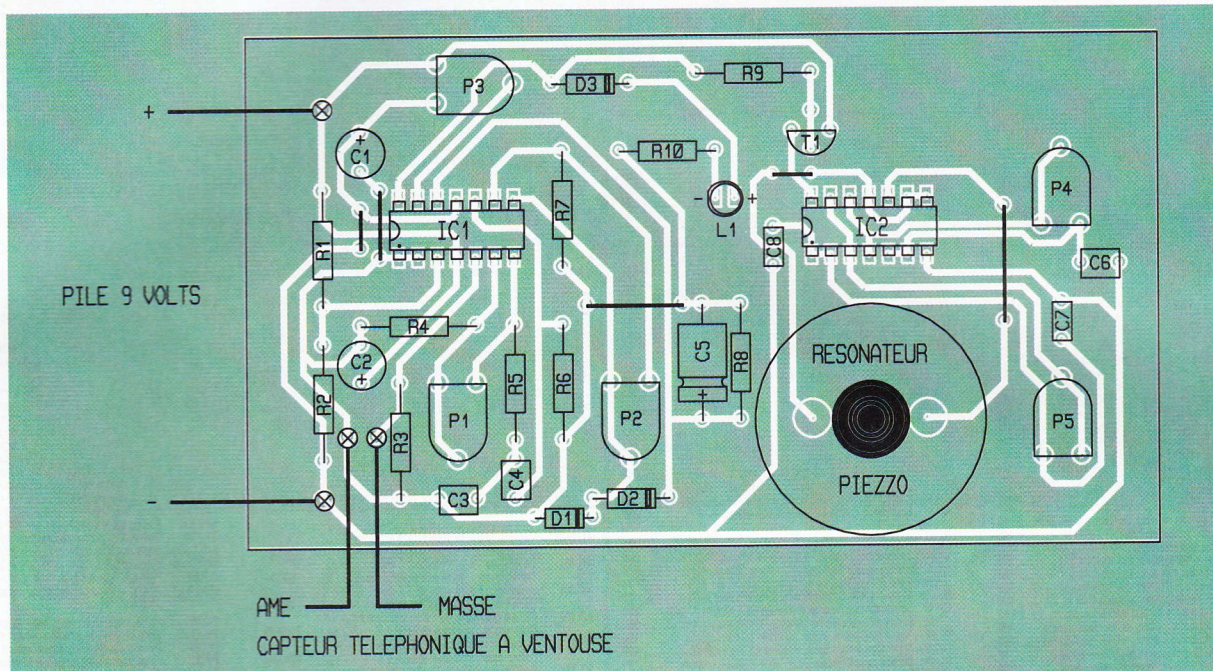 P3
D3
R9
+
+
C1
T1
R10
P4
- +
L1
R7
IC1
IC2
R1
C8
C6
PILE 9 VOLTS
R4
C7
C2
+
C5
R8
RESONATEUR
R5
R6
R2
+
P1
P2
P5
R3
C4
PIEZZO
-
C3
D2
D1
AME
MASSE
CAPTEUR TELEPHONIQUE A VENTOUSE